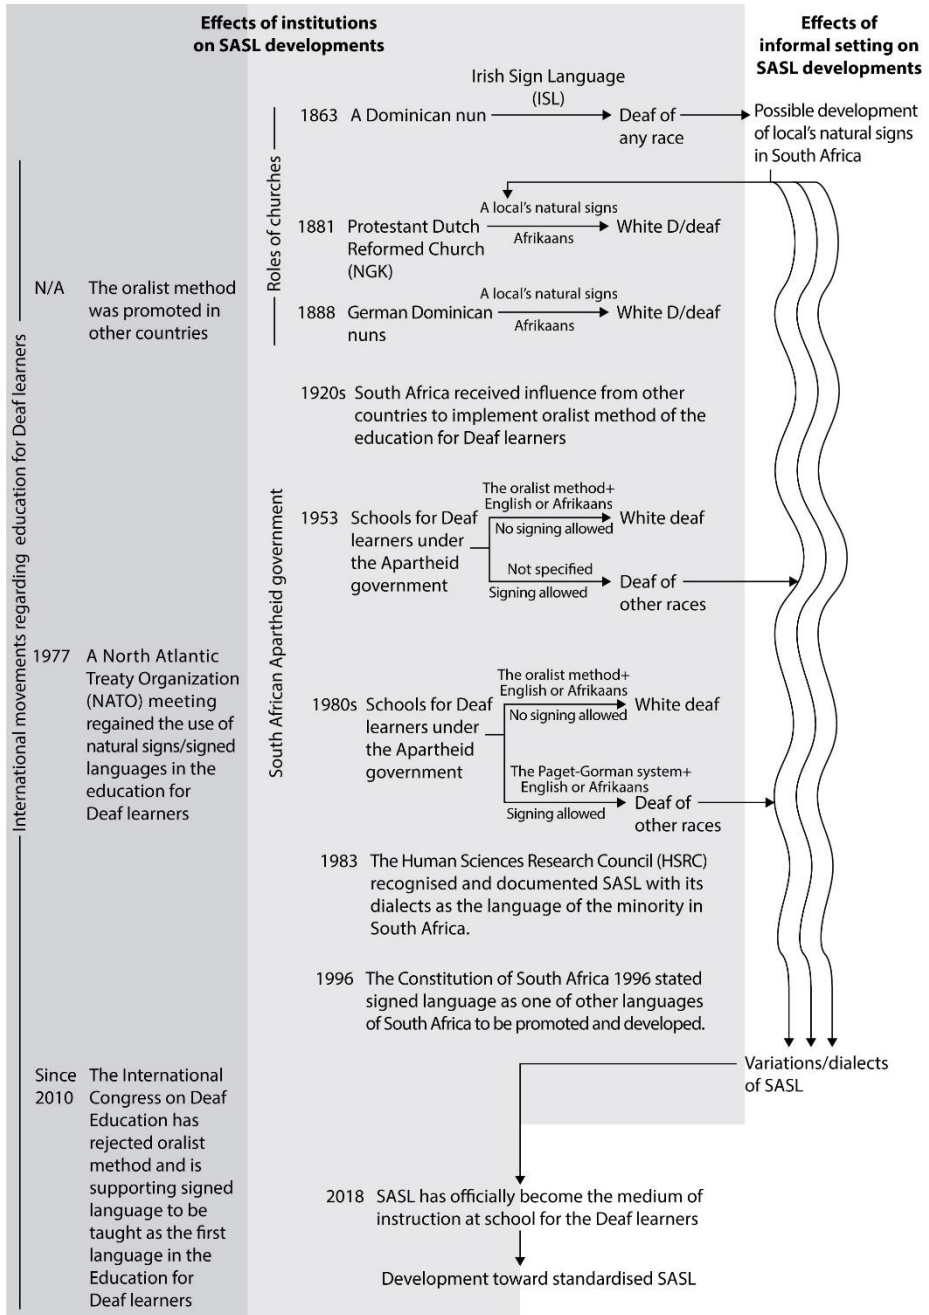 Effects of institutions
on SASL developments
Effects of
informal setting on
SASL developments
International movements regarding education for Deaf learners
N/A The oralist method
was promoted in
other countries
1977 A North Atlantic
Treaty Organization
(NATO) meeting
regained the use of
natural signs/signed
languages in the
education for
Deaf learners
Since The International
2010 Congress on Deaf
Education has
rejected oralist
method and is
supporting signed
language to be
taught as the first
language in the
Education for
Deaf learners
Roles of churches
Irish Sign Language
(ISL)
1863 A Dominican nun
Deaf of
any race
Possible development
of local's natural signs
in South Africa
1881 Protestant Dutch
Reformed Church
(NGK)
A local's natural signs
Afrikaans
White D/deaf
1888 German Dominican
nuns
A local's natural signs
Afrikaans
White D/deaf
1920s South Africa received influence from other
countries to implement oralist method of the
education for Deaf learners
South African Apartheid government
1953 Schools for Deaf
learners under
the Apartheid
government
The oralist method+
English or Afrikaans
No signing allowed
White deaf
Not specified
Signing allowed
Deaf of
other races
1980s Schools for Deaf
learners under
the Apartheid
government
The oralist method+
English or Afrikaans
No signing allowed
White deaf
The Paget-Gorman system+
English or Afrikaans
Signing allowed
Deaf of
other races
1983 The Human Sciences Research Council (HSRC)
recognised and documented SASL with its
dialects as the language of the minority in
South Africa.
1996 The Constitution of South Africa 1996 stated
signed language as one of other languages
of South Africa to be promoted and developed.
Variations/dialects
of SASL
2018 SASL has officially become the medium of
instruction at school for the Deaf learners
Development toward standardised SASL